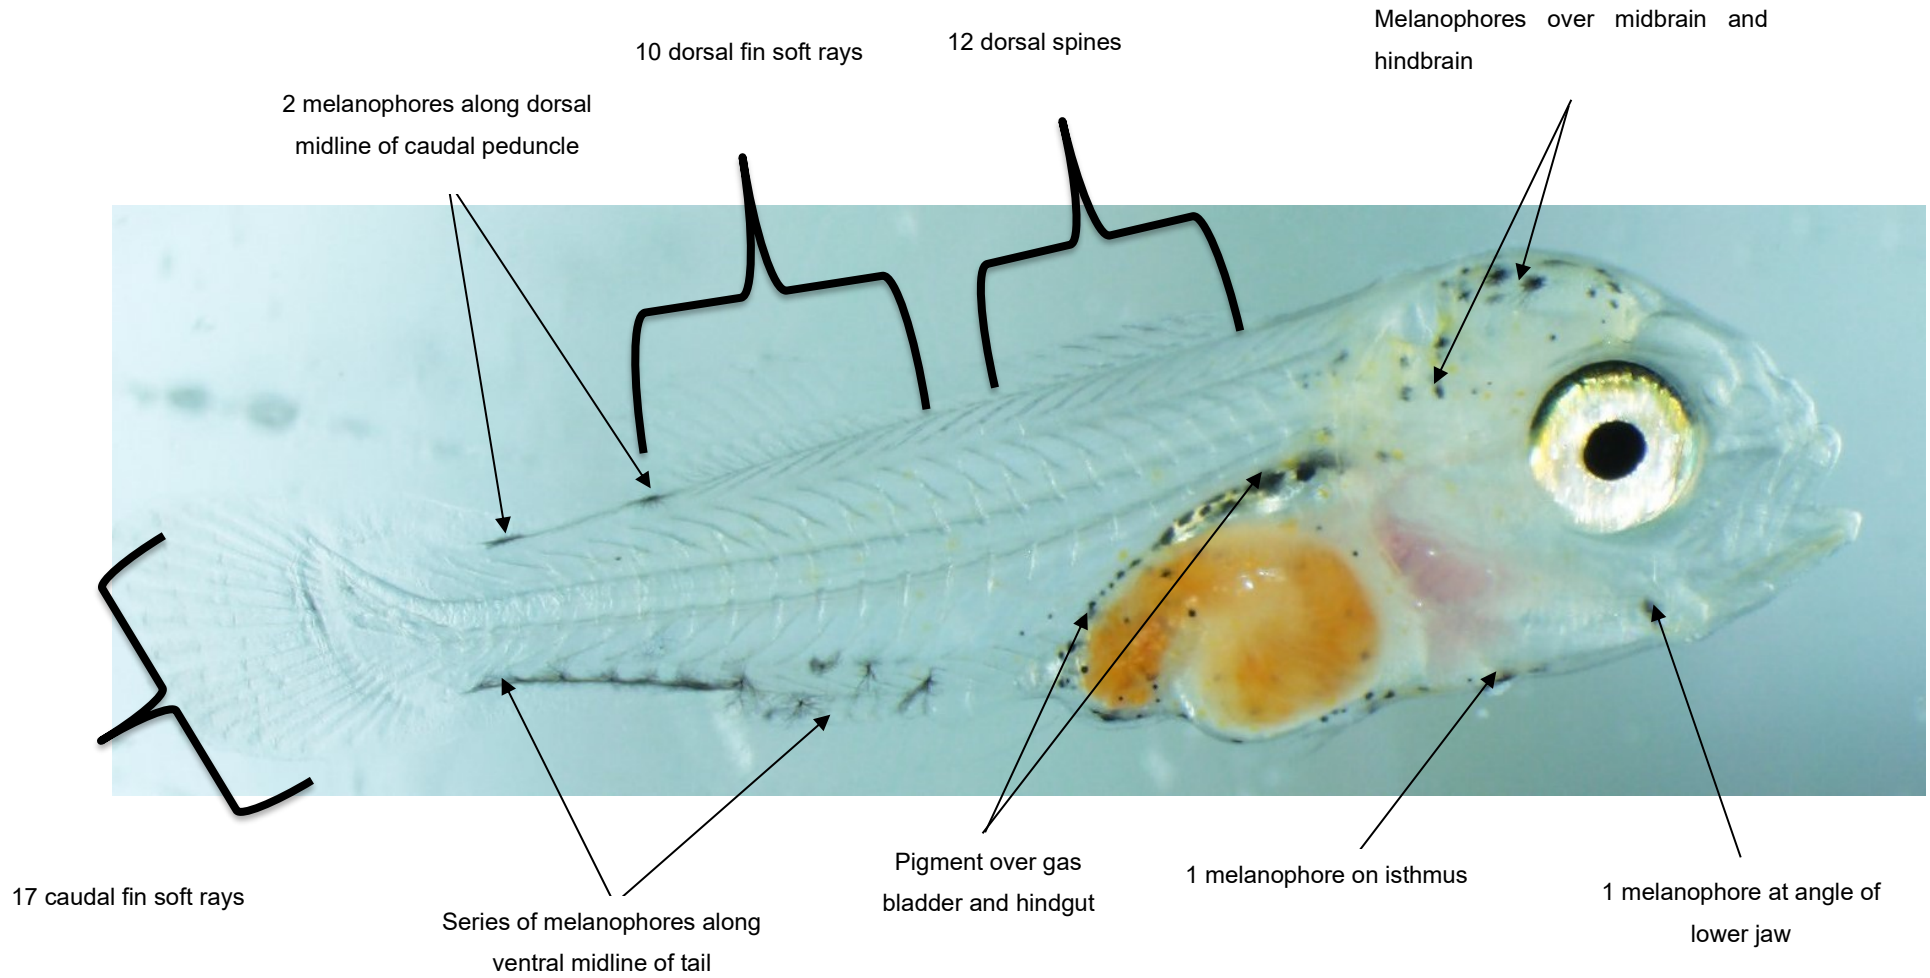 Melanophores over midbrain and
hindbrain
12 dorsal spines
10 dorsal fin soft rays
2 melanophores along dorsal
midline of caudal peduncle
17 caudal fin soft rays
Series of melanophores along
ventral midline of tail
Pigment over gas
bladder and hindgut
1 melanophore on isthmus
1 melanophore at angle of
lower jaw